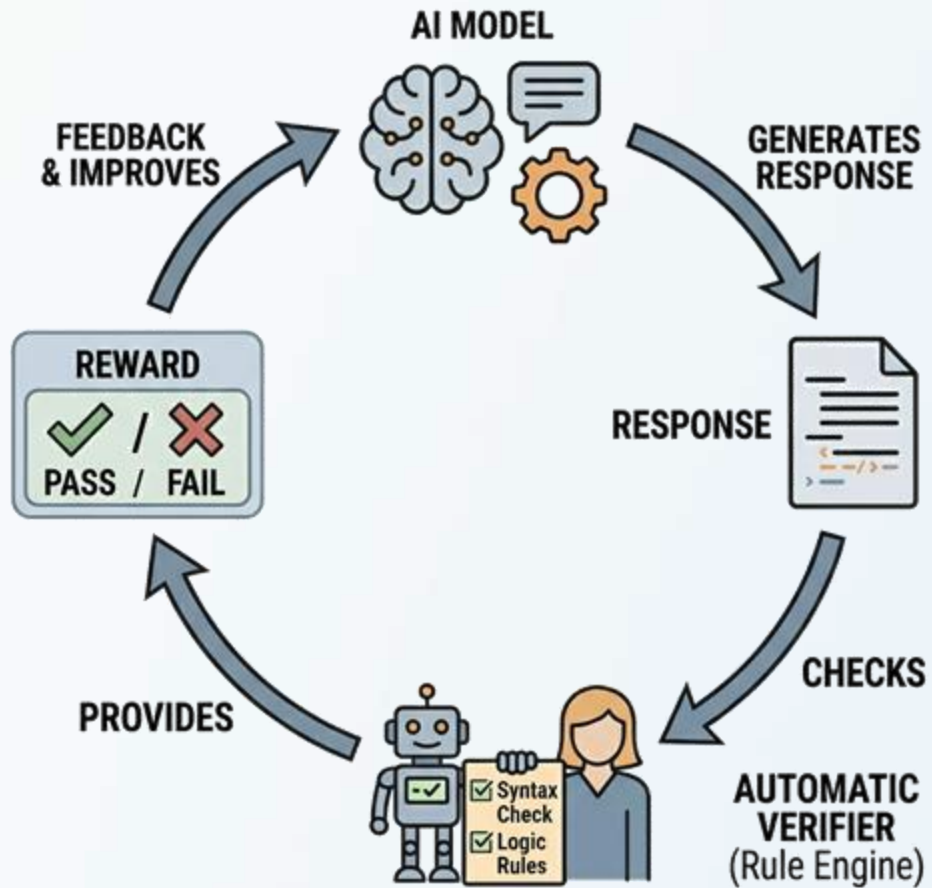 AI MODEL
GENERATES
RESPONSE
RESPONSE
CHECKS
AUTOMATIC
VERIFIER
(Rule Engine)
Syntax
Check
Logic
Rules
PROVIDES
REWARD
/
PASS / FAIL
FEEDBACK
& IMPROVES